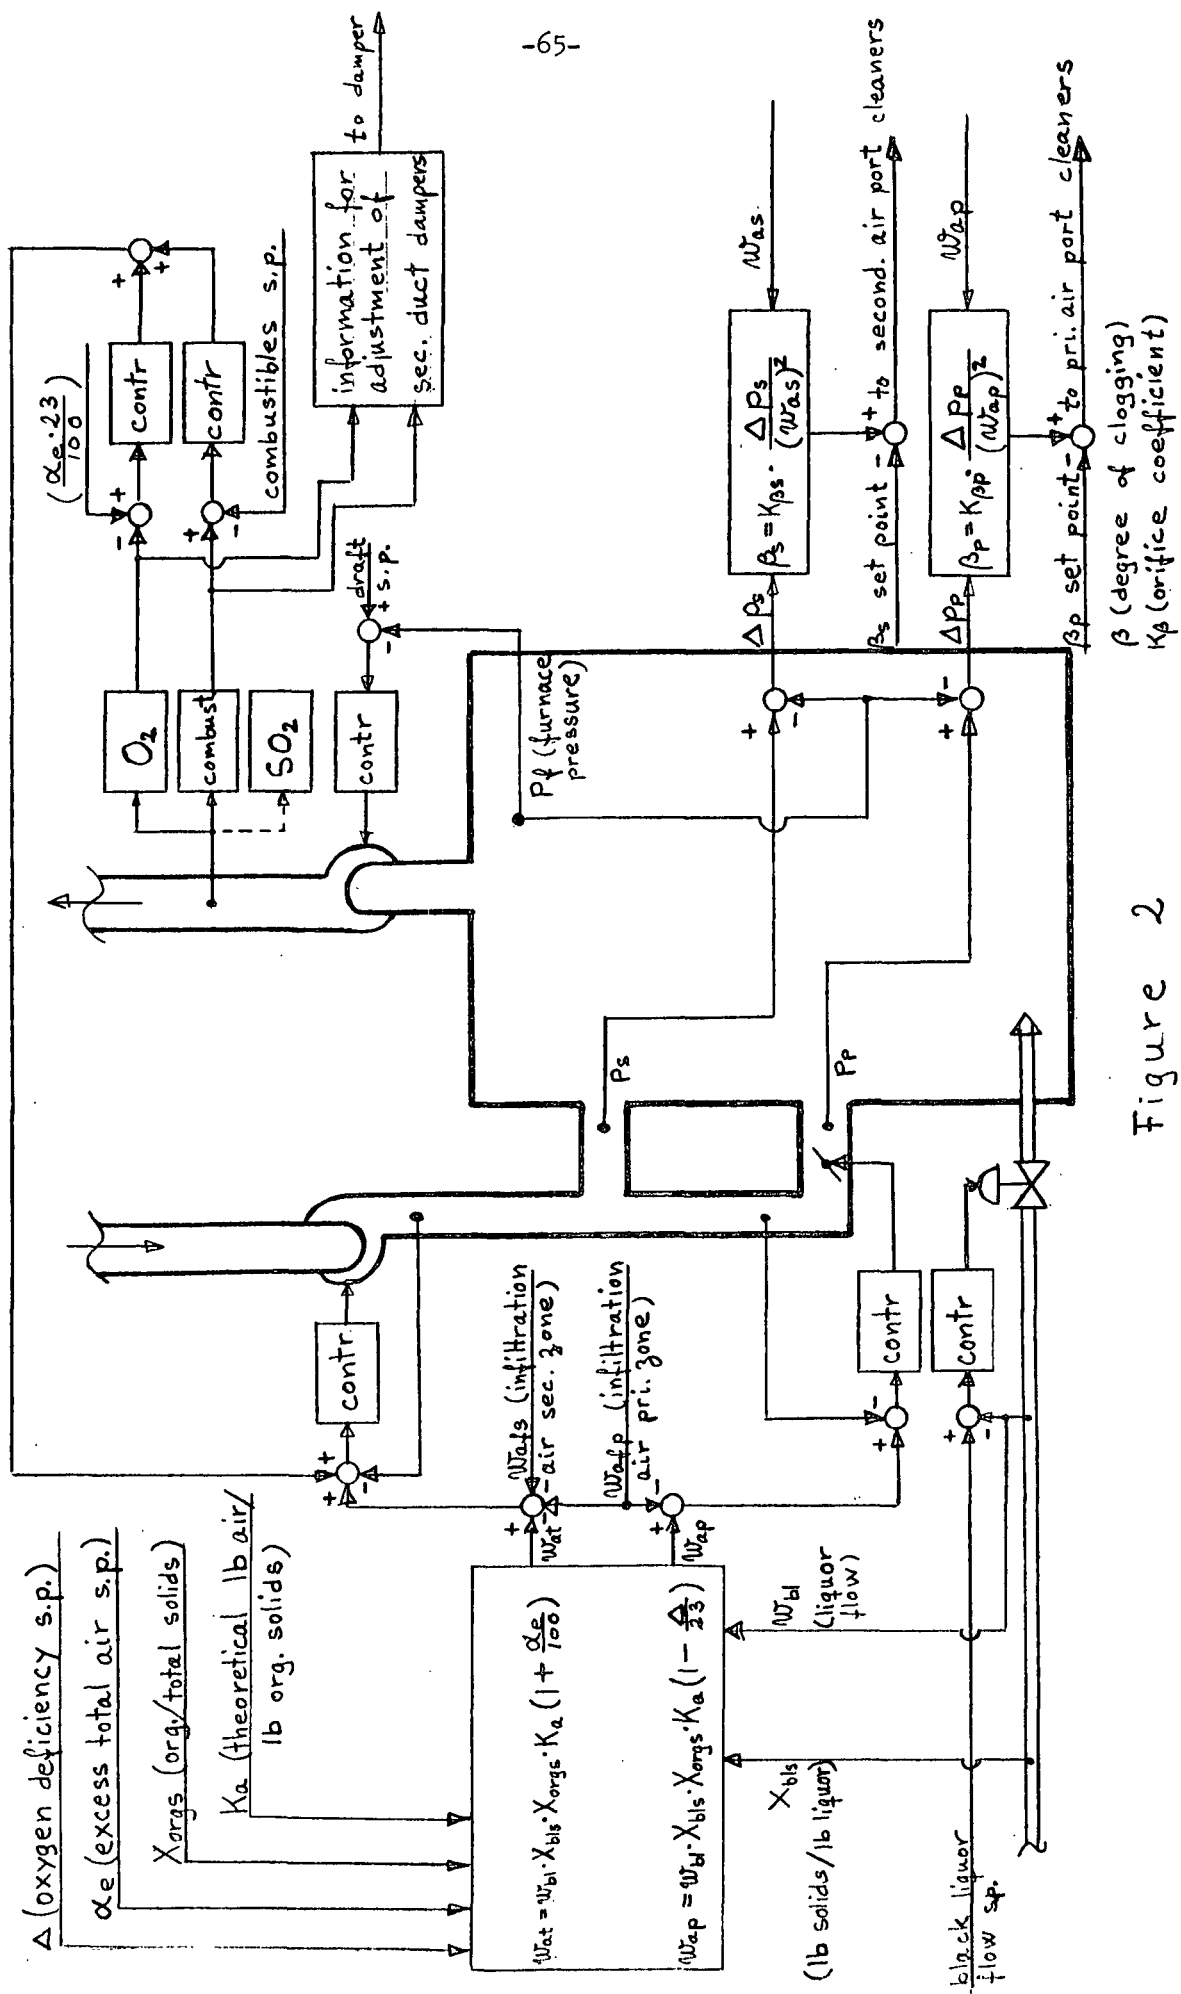 -65-
Δ (oxygen deficiency s.p.)
αe (excess total air s.p.)
Xorgs (org./total solids)
Ka (theoretical lb air/
lb org. solids)
Wat = Wbl · Xbls · Xorgs · Ka (1 + αe/100)
Wap = Wbl · Xbls · Xorgs · Ka (1 - Δ/23)
Xbls
(lb solids/lb liquor)
Wbl
(liquor
flow)
black liquor
flow s.p.
+
Wat
-
+
Wap
-
Wafs (infiltration
air sec. zone)
Wafp (infiltration
air pri. zone)
+
+
-
contr.
+
-
contr
+
-
contr
Ps
Pp
Pf (furnace
pressure)
O2
combust
SO2
contr
draft
+ s.p.
-
(αe·23/100)
+
-
contr
+
+
-
contr
+
combustibles s.p.
information for
adjustment of
sec. duct dampers
to damper
+
-
ΔPs
βs = Kβs · ΔPs/(Was)²
Was
βs set point - + to second. air port cleaners
+
-
ΔPp
βp = Kβp · ΔPp/(Wap)²
Wap
βp set point - + to pri. air port cleaners
β (degree of clogging)
Kβ (orifice coefficient)
Figure 2